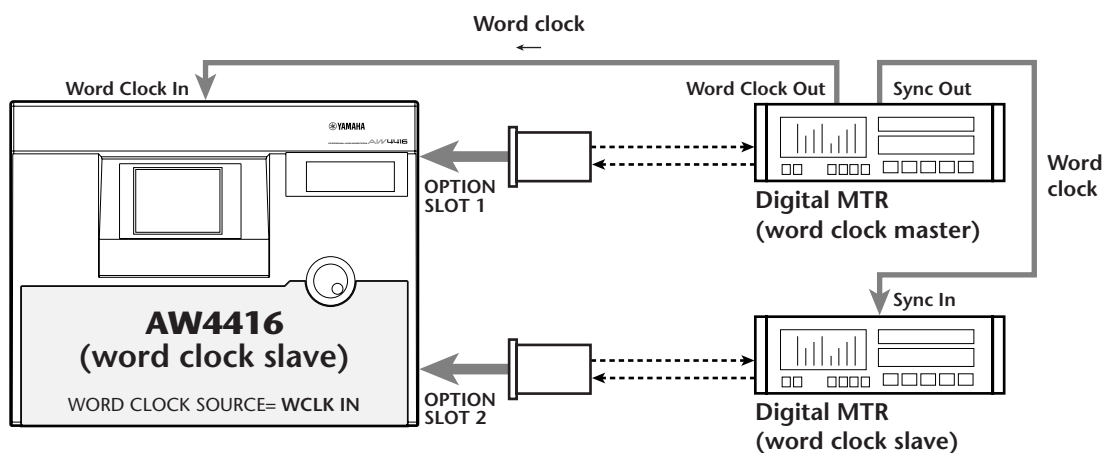 Word clock
←
Word Clock In
Word Clock Out
Sync Out
YAMAHA
AW4416
OPTION
SLOT 1
Word
clock
Digital MTR
(word clock master)
Sync In
AW4416
(word clock slave)
WORD CLOCK SOURCE= WCLK IN
OPTION
SLOT 2
Digital MTR
(word clock slave)